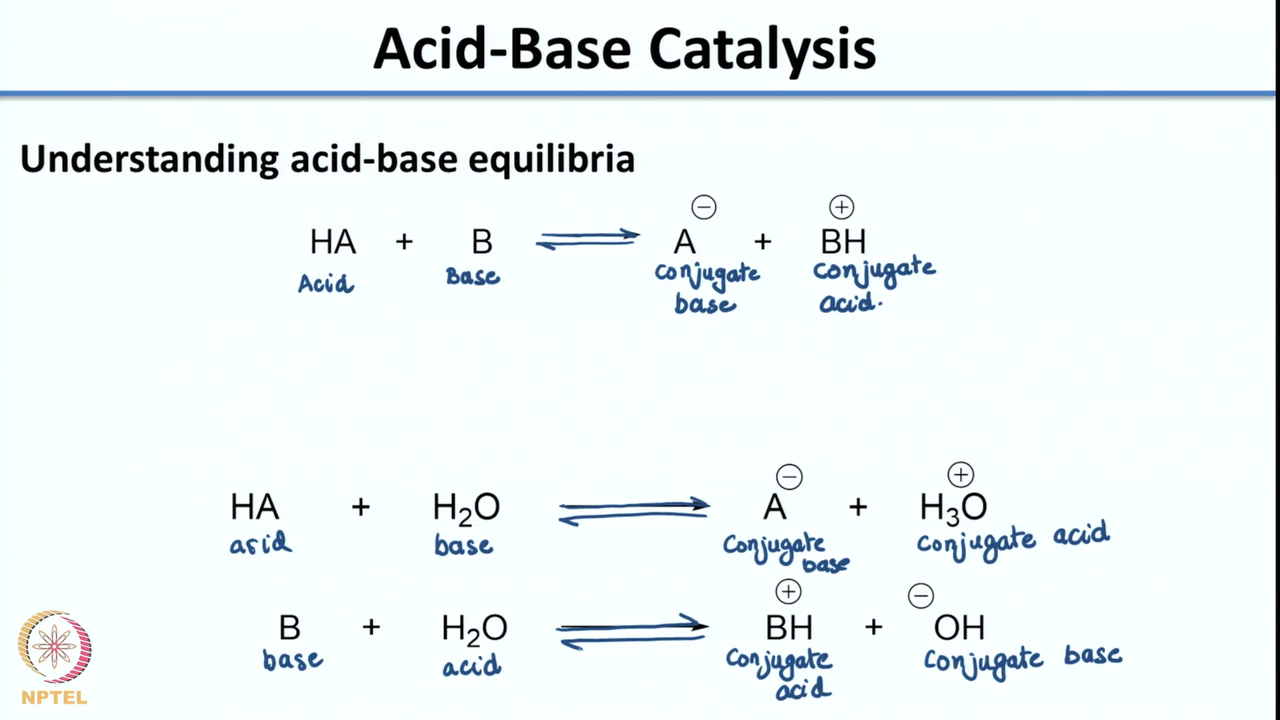 Acid-Base Catalysis
Understanding acid-base equilibria
⊖ ⊕
HA + B ⇌ A + BH
Acid Base conjugate conjugate
base acid.
⊖ ⊕
HA + H₂O ⇌ A + H₃O
acid base conjugate conjugate acid
base
⊕ ⊖
B + H₂O ⇌ BH + OH
base acid conjugate conjugate base
acid
NPTEL